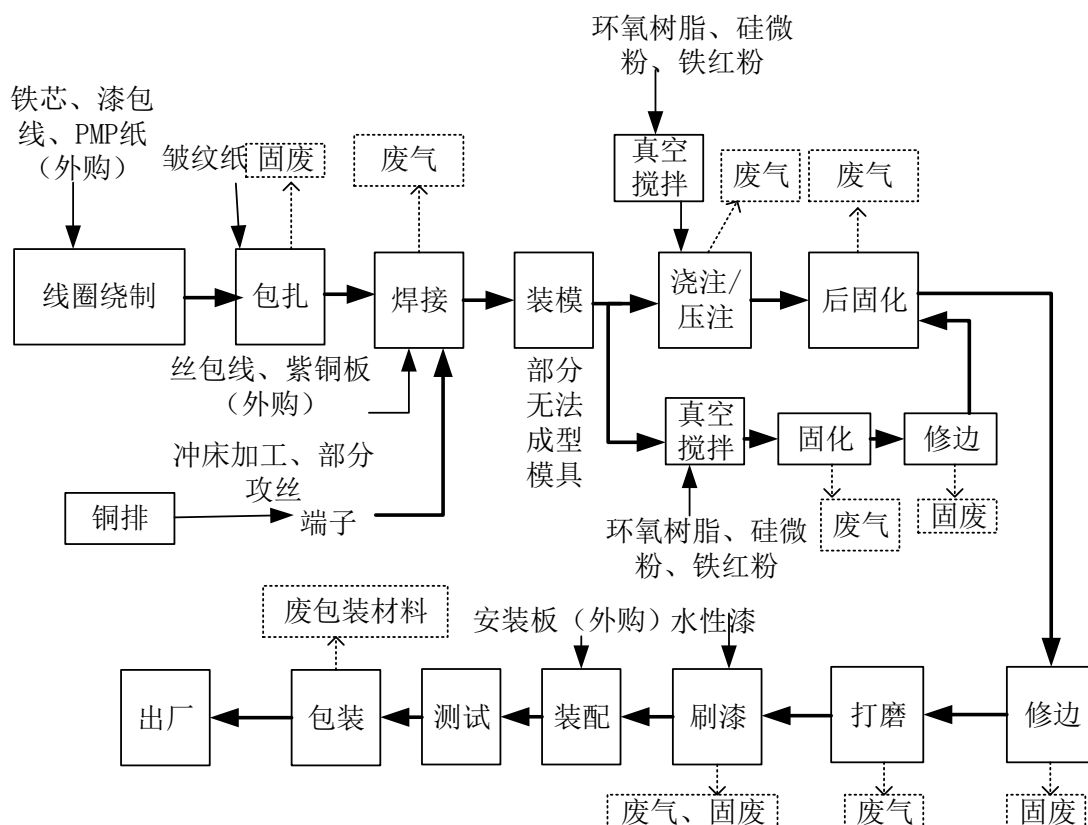 环氧树脂、硅微
粉、铁红粉
铁芯、漆包
线、PMP纸
（外购）
皱纹纸
固废
废气
真空
搅拌
废气
废气
线圈绕制
包扎
焊接
装模
浇注/
压注
后固化
丝包线、紫铜板
（外购）
部分
无法
成型
模具
真空
搅拌
固化
修边
冲床加工、部分
攻丝
铜排
端子
废气
固废
环氧树脂、硅微
粉、铁红粉
废包装材料
安装板（外购）
水性漆
出厂
包装
测试
装配
刷漆
打磨
修边
废气、固废
废气
固废